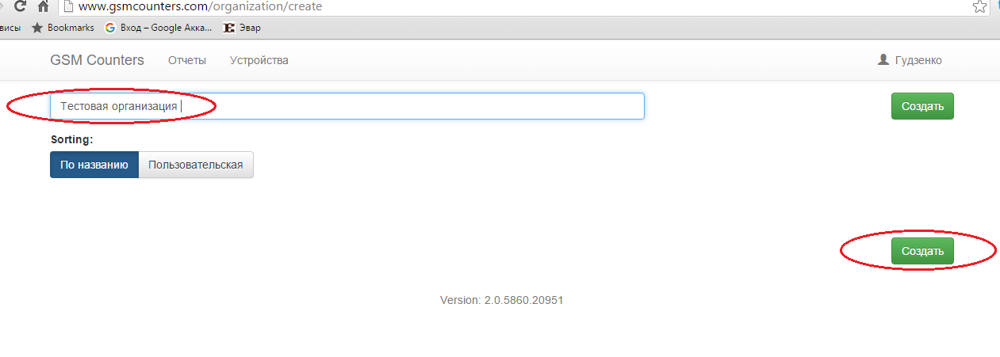 www.gsmcounters.com/organization/create
висы Bookmarks Вход – Google Акка... Эвар
GSM Counters Отчеты Устройства Гудзенко
Тестовая организация Создать
Sorting:
По названию Пользовательская
Создать
Version: 2.0.5860.20951